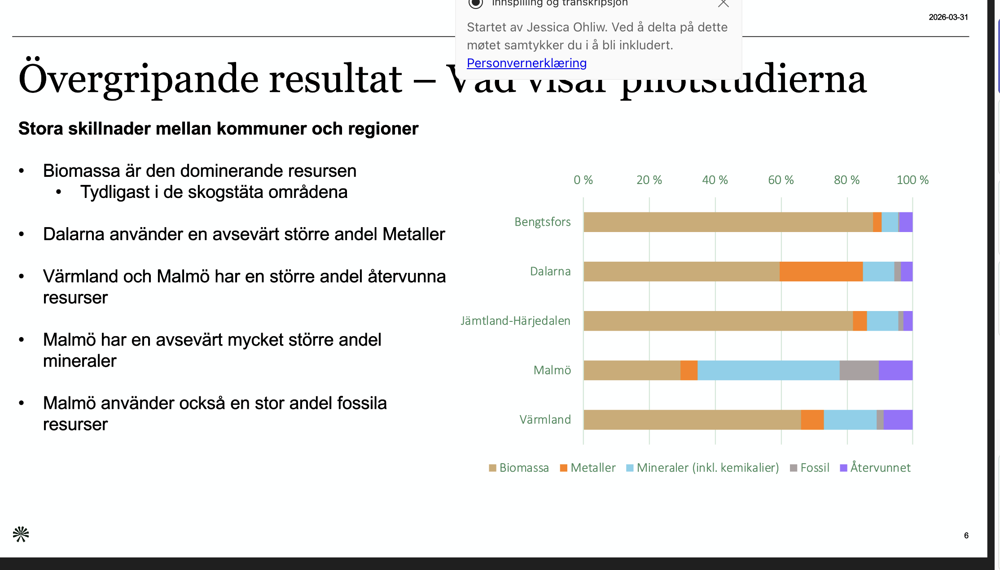 Innspilling og transkripsjon
Startet av Jessica Ohliw. Ved å delta på dette
møtet samtykker du i å bli inkludert.
Personvernerklæring
2026-03-31
Övergripande resultat – Vad visar pilotstudierna
Stora skillnader mellan kommuner och regioner
• Biomassa är den dominerande resursen
• Tydligast i de skogstäta områdena
• Dalarna använder en avsevärt större andel Metaller
• Värmland och Malmö har en större andel återvunna
resurser
• Malmö har en avsevärt mycket större andel
mineraler
• Malmö använder också en stor andel fossila
resurser
0 % 20 % 40 % 60 % 80 % 100 %
Bengtsfors
Dalarna
Jämtland-Härjedalen
Malmö
Värmland
Biomassa Metaller Mineraler (inkl. kemikalier) Fossil Återvunnet
6